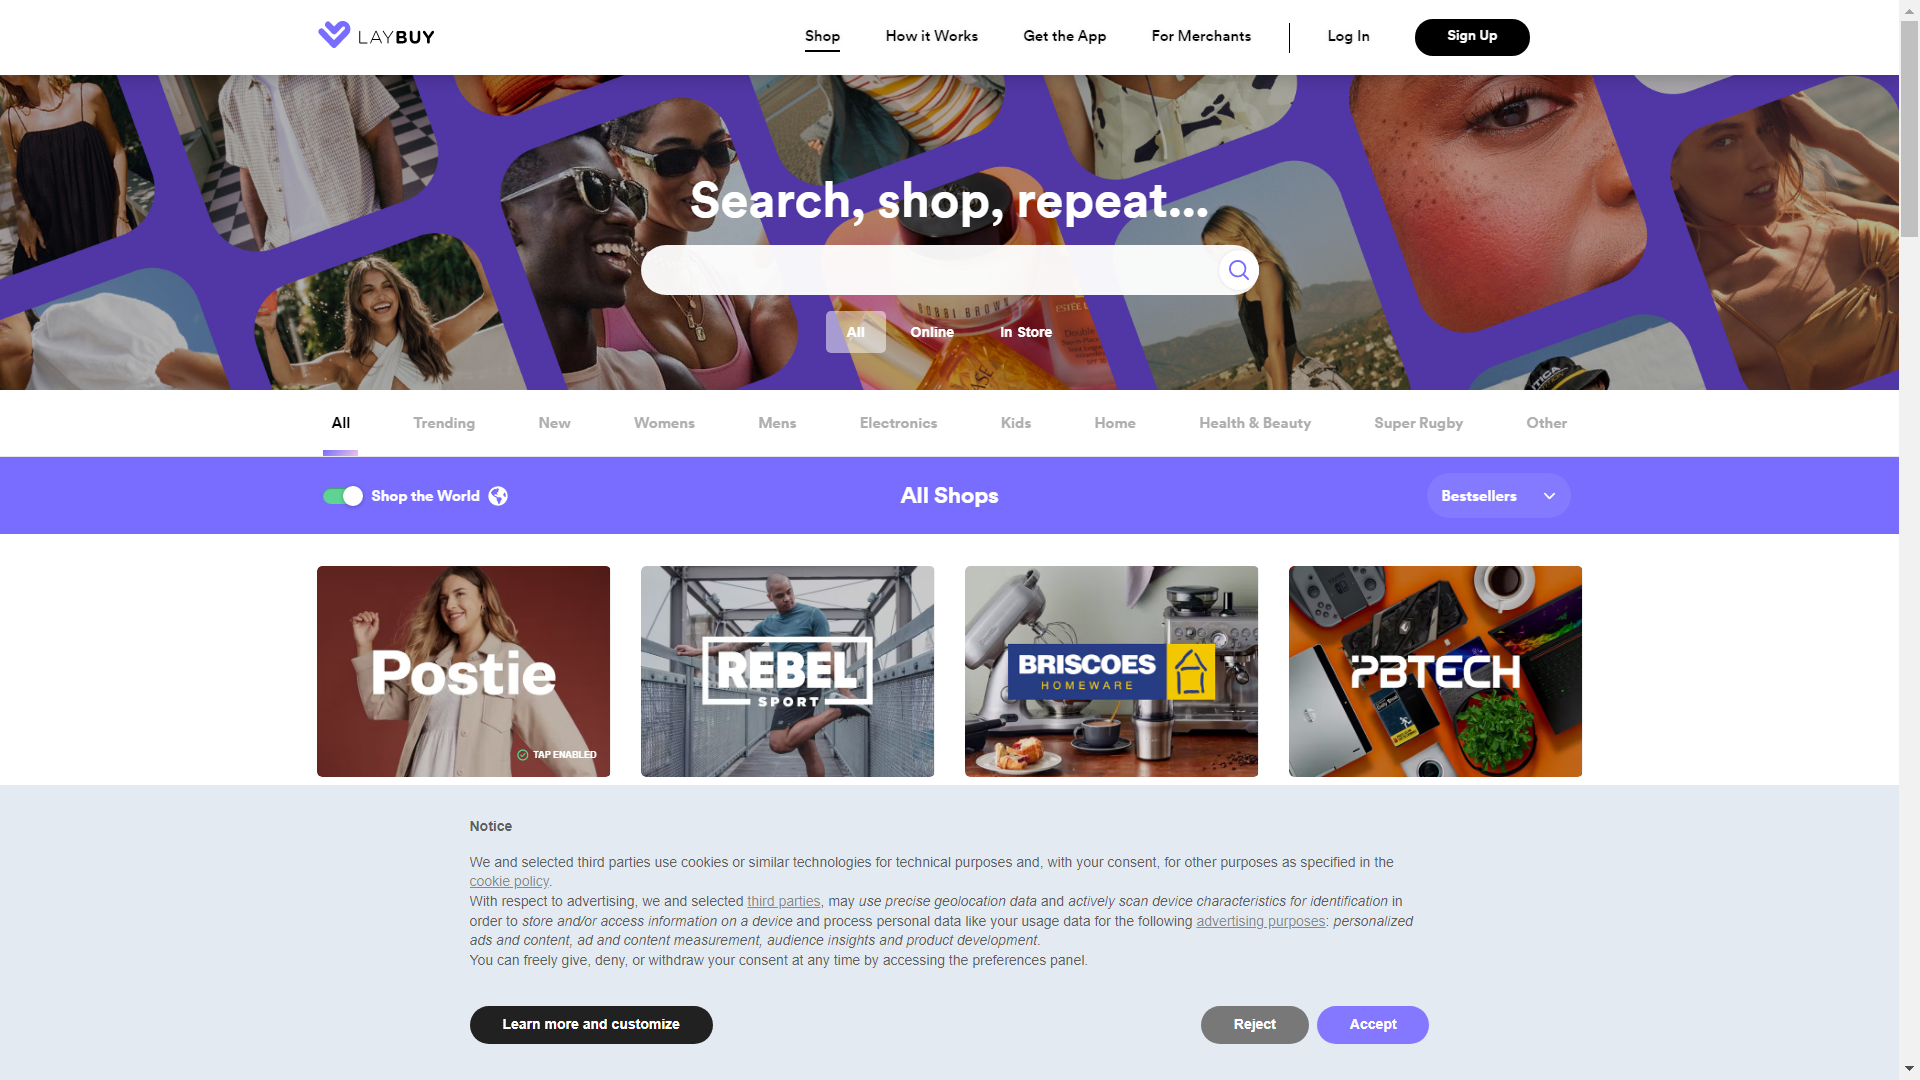 LAYBUY
Shop
How it Works
Get the App
For Merchants
Log In
Sign Up
Search, shop, repeat...
BOBBI BROWN
All
Online
In Store
All
Trending
New
Womens
Mens
Electronics
Kids
Home
Health & Beauty
Super Rugby
Other
Shop the World
All Shops
Bestsellers
Postie
TAP ENABLED
REBEL
SPORT
BRISCOES
HOMEWARE
PBTECH
Notice
We and selected third parties use cookies or similar technologies for technical purposes and, with your consent, for other purposes as specified in the
cookie policy.
With respect to advertising, we and selected third parties, may use precise geolocation data and actively scan device characteristics for identification in
order to store and/or access information on a device and process personal data like your usage data for the following advertising purposes: personalized
ads and content, ad and content measurement, audience insights and product development.
You can freely give, deny, or withdraw your consent at any time by accessing the preferences panel.
Learn more and customize
Reject
Accept